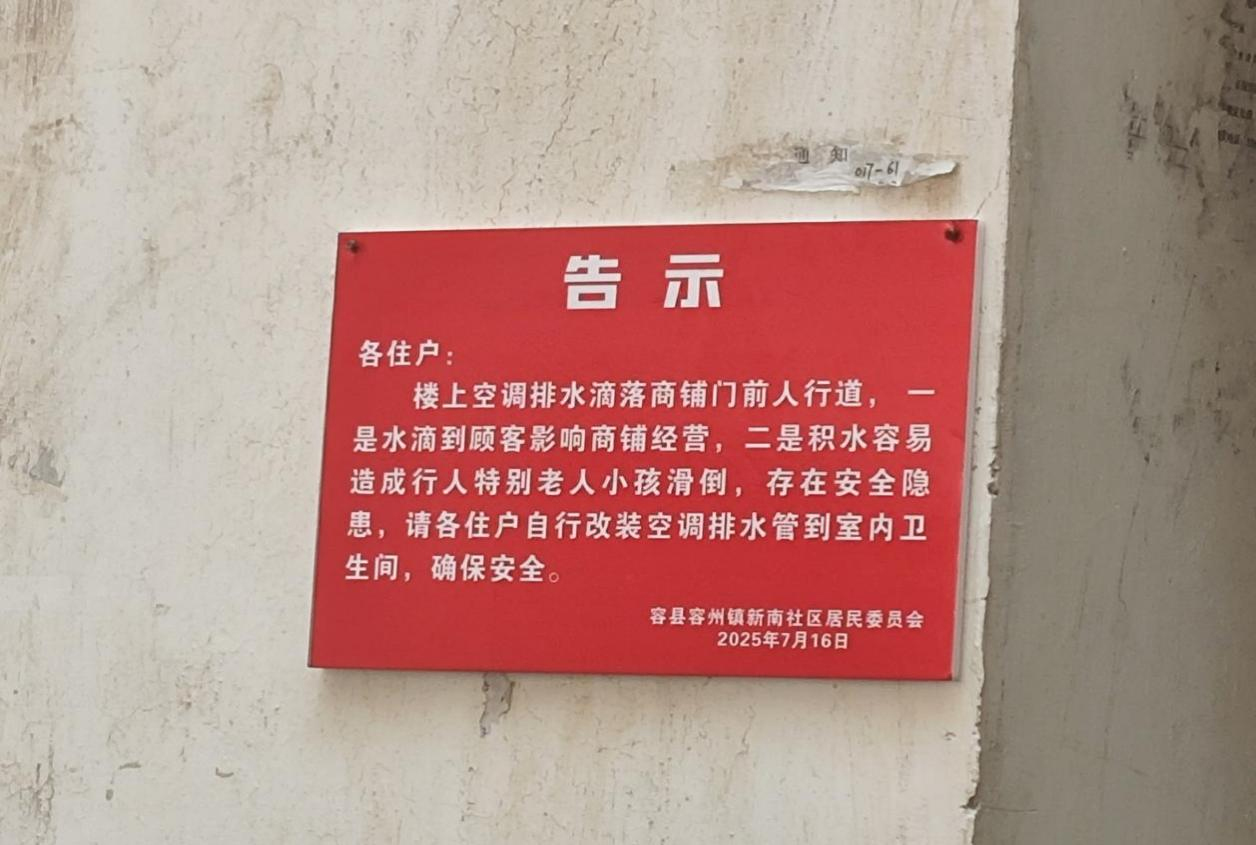 通知
017-61
告示
各住户：
楼上空调排水滴落商铺门前人行道，一
是水滴到顾客影响商铺经营，二是积水容易
造成行人特别老人小孩滑倒，存在安全隐
患，请各住户自行改装空调排水管到室内卫
生间，确保安全。
容县容州镇新南社区居民委员会
2025年7月16日